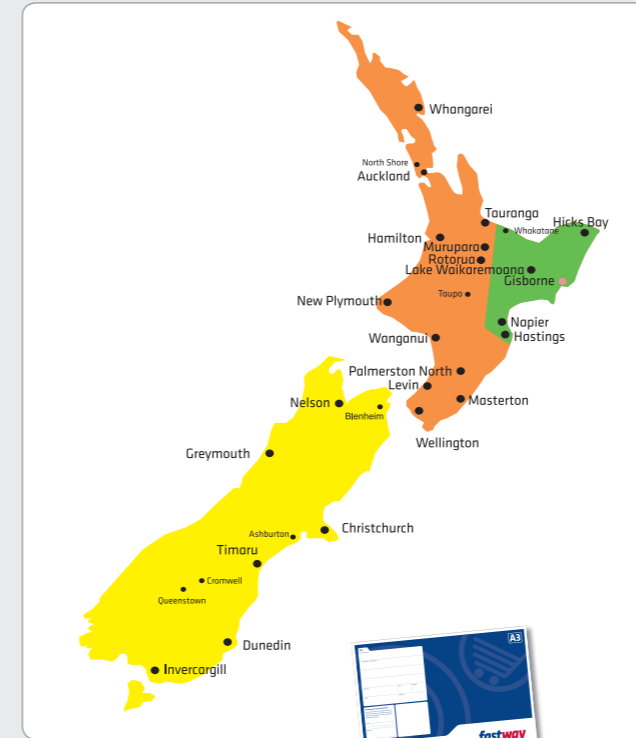 Whangarei
North Shore
Auckland
Tauranga
Hicks Bay
Whakatane
Hamilton
Murupara
Rotorua
Lake Waikaremoana
Gisborne
Taupo
New Plymouth
Napier
Wanganui
Hastings
Palmerston North
Levin
Masterton
Nelson
Blenheim
Wellington
Greymouth
Christchurch
Ashburton
Timaru
Cromwell
Queenstown
Dunedin
Invercargill
A3
fastway